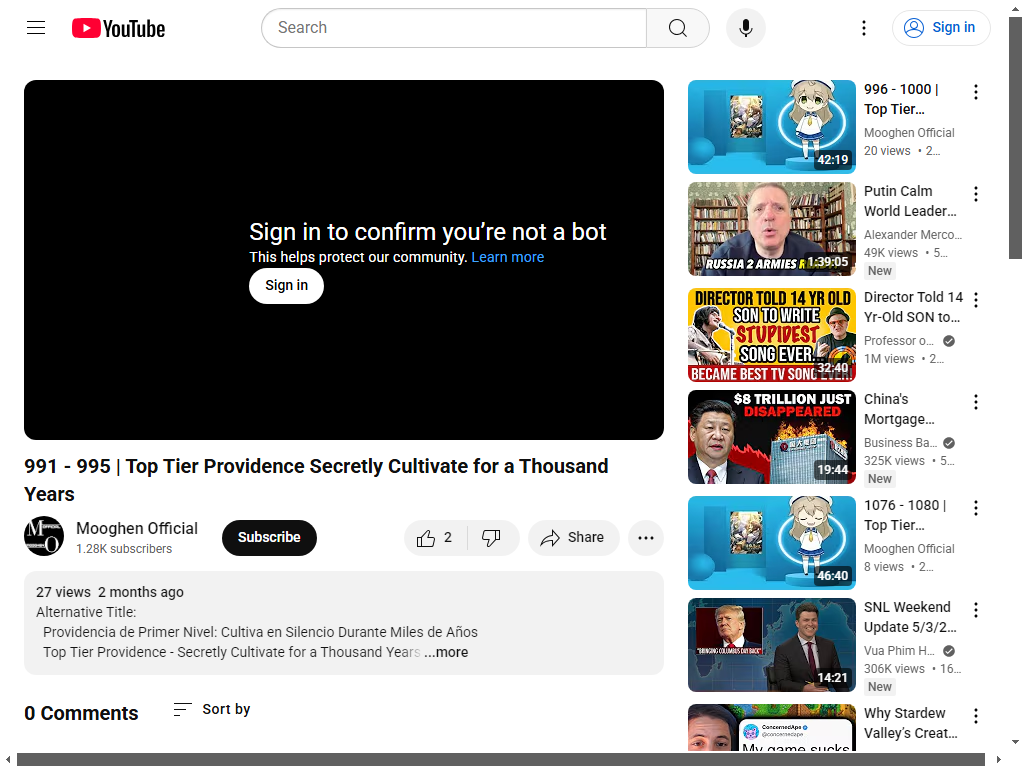 YouTube
Search
Sign in
Sign in to confirm you’re not a bot
This helps protect our community. Learn more
Sign in
991 - 995 | Top Tier Providence Secretly Cultivate for a Thousand
Years
Mooghen Official
1.28K subscribers
Subscribe
2
Share
27 views 2 months ago
Alternative Title:
Providencia de Primer Nivel: Cultiva en Silencio Durante Miles de Años
Top Tier Providence - Secretly Cultivate for a Thousand Years ...more
0 Comments
Sort by
42:19
996 - 1000 |
Top Tier...
Mooghen Official
20 views • 2...
RUSSIA 2 ARMIES
1:39:05
Putin Calm
World Leader...
Alexander Merco...
49K views • 5...
New
DIRECTOR TOLD 14 YR OLD
SON TO WRITE
STUPIDEST
SONG EVER...
BECAME BEST TV SONG EVER...
32:40
Director Told 14
Yr-Old SON to...
Professor o...
1M views • 2...
$8 TRILLION JUST
DISAPPEARED
19:44
China's
Mortgage...
Business Ba...
325K views • 5...
New
46:40
1076 - 1080 |
Top Tier...
Mooghen Official
8 views • 2...
"BRINGING COLUMBUS DAY BACK"
14:21
SNL Weekend
Update 5/3/2...
Vua Phim H...
306K views • 16...
New
ConcernedApe
@concernedape
My game sucks
Why Stardew
Valley’s Creat...